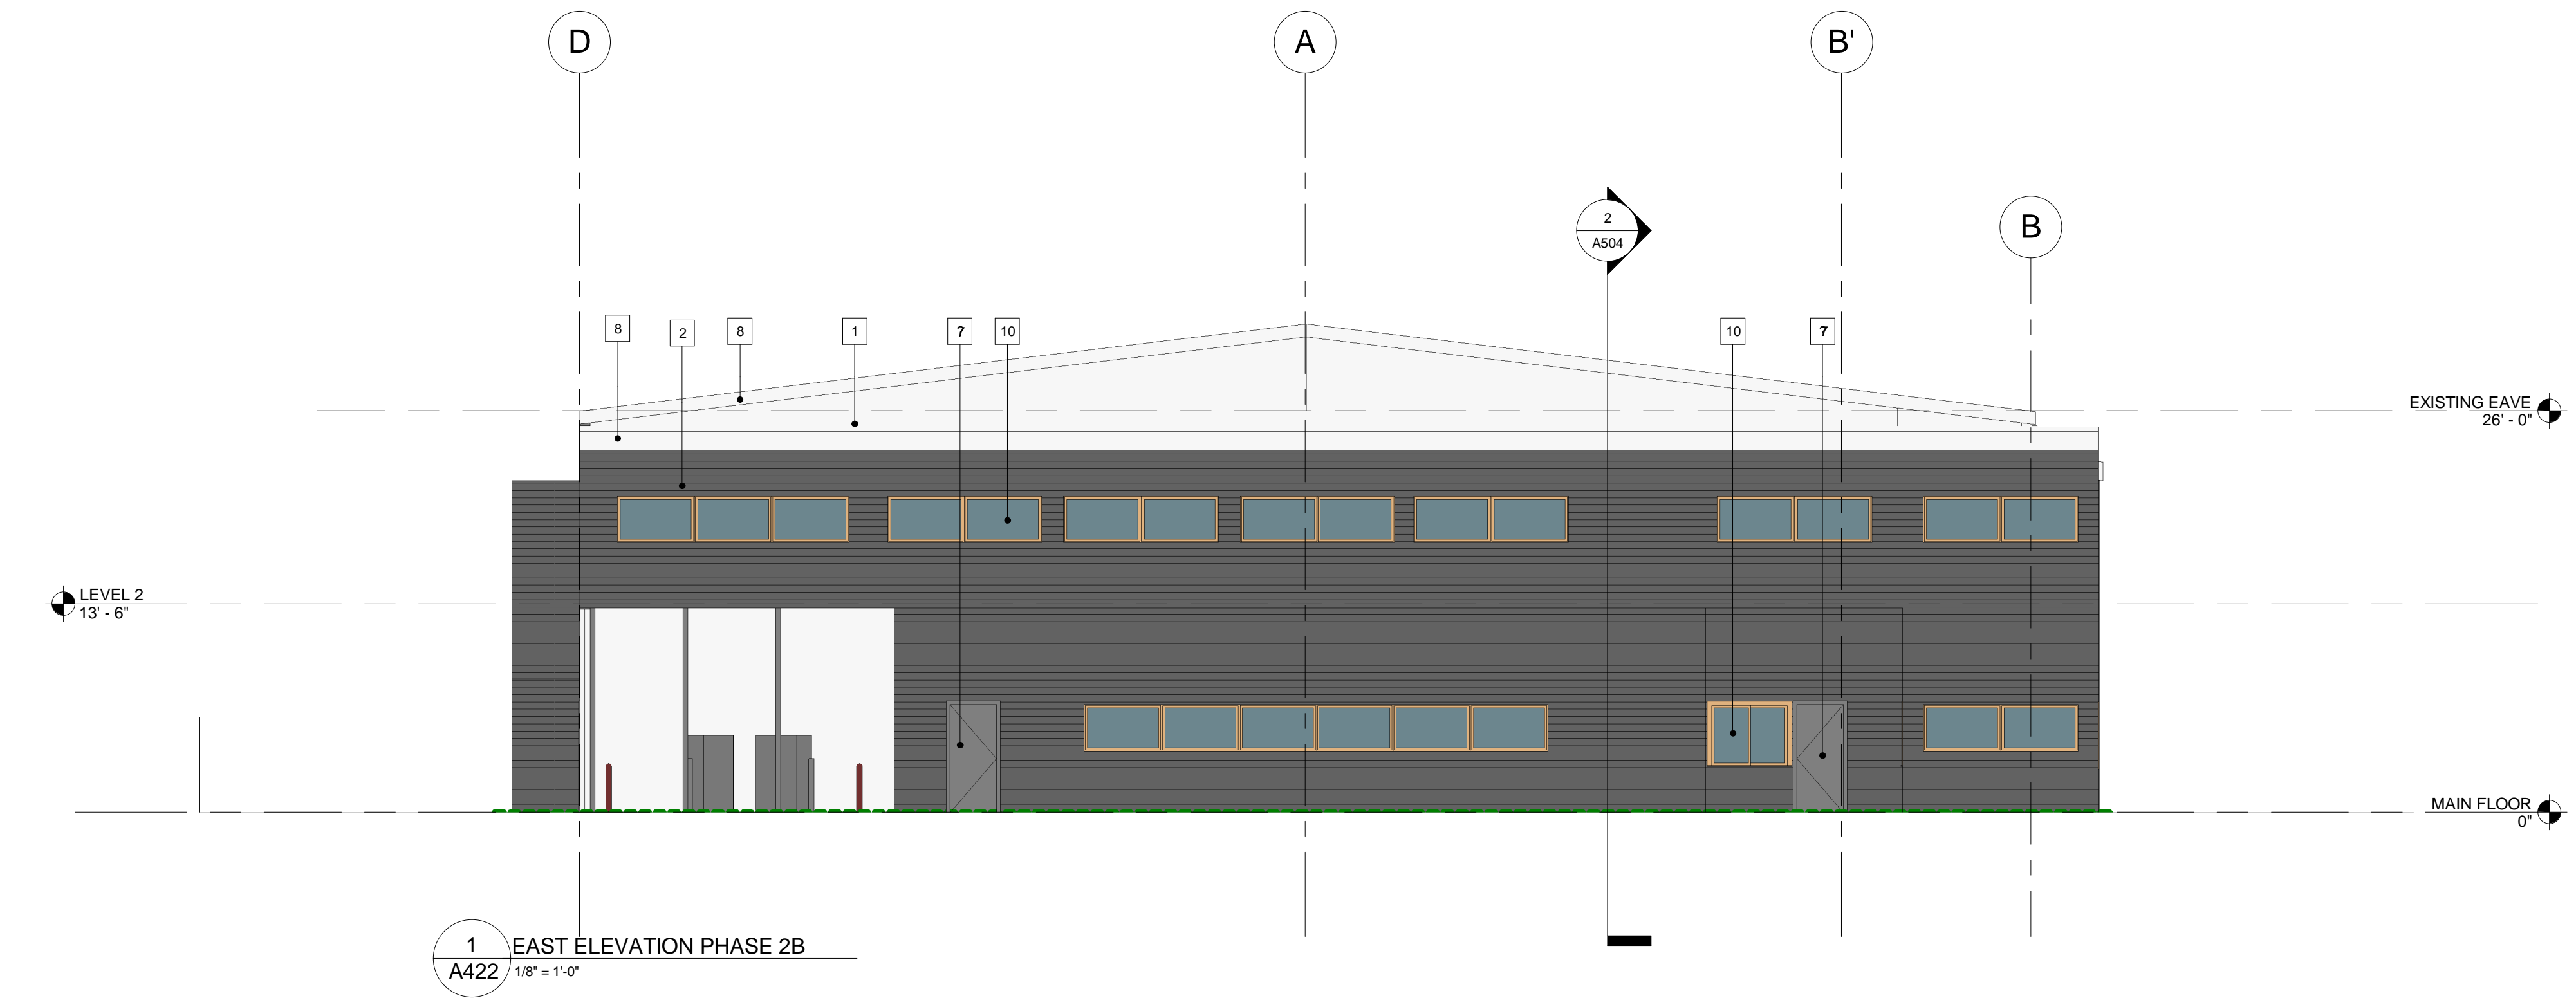 D
A
B'
B
2
A504
8
2
8
1
7
10
10
7
EXISTING EAVE
26' - 0"
LEVEL 2
13' - 6"
MAIN FLOOR
0"
1
A422
EAST ELEVATION PHASE 2B
1/8" = 1'-0"